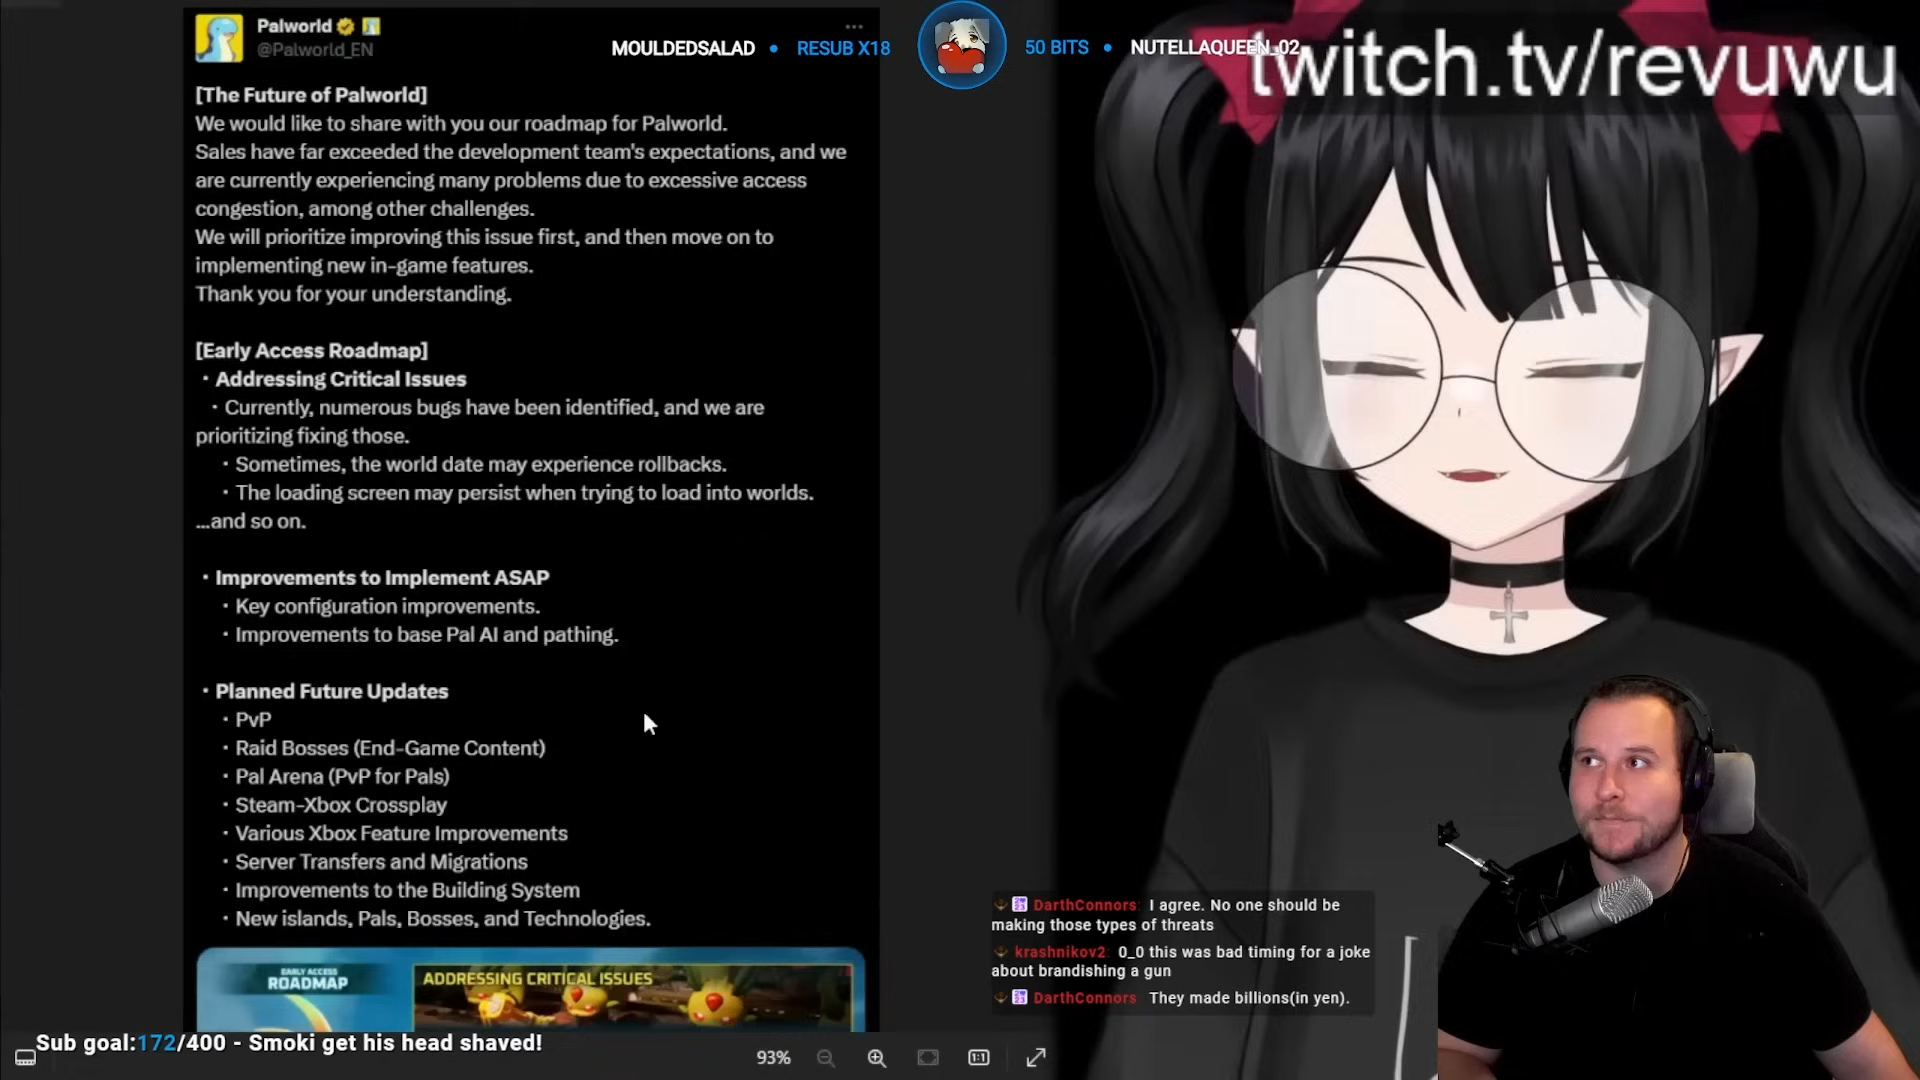 Palworld
@Palworld_EN
MOULDEDSALAD • RESUB X18
50 BITS • NUTELLAQUEEN_02
twitch.tv/revuwu
[The Future of Palworld]
We would like to share with you our roadmap for Palworld.
Sales have far exceeded the development team's expectations, and we
are currently experiencing many problems due to excessive access
congestion, among other challenges.
We will prioritize improving this issue first, and then move on to
implementing new in-game features.
Thank you for your understanding.
[Early Access Roadmap]
・Addressing Critical Issues
・Currently, numerous bugs have been identified, and we are
prioritizing fixing those.
・Sometimes, the world date may experience rollbacks.
・The loading screen may persist when trying to load into worlds.
...and so on.
・Improvements to Implement ASAP
・Key configuration improvements.
・Improvements to base Pal AI and pathing.
・Planned Future Updates
・PvP
・Raid Bosses (End-Game Content)
・Pal Arena (PvP for Pals)
・Steam-Xbox Crossplay
・Various Xbox Feature Improvements
・Server Transfers and Migrations
・Improvements to the Building System
・New islands, Pals, Bosses, and Technologies.
EARLY ACCESS
ROADMAP
ADDRESSING CRITICAL ISSUES
DarthConnors: I agree. No one should be
making those types of threats
krashnikov2: 0_0 this was bad timing for a joke
about brandishing a gun
DarthConnors They made billions(in yen).
Sub goal:172/400 - Smoki get his head shaved!
93%
1:1